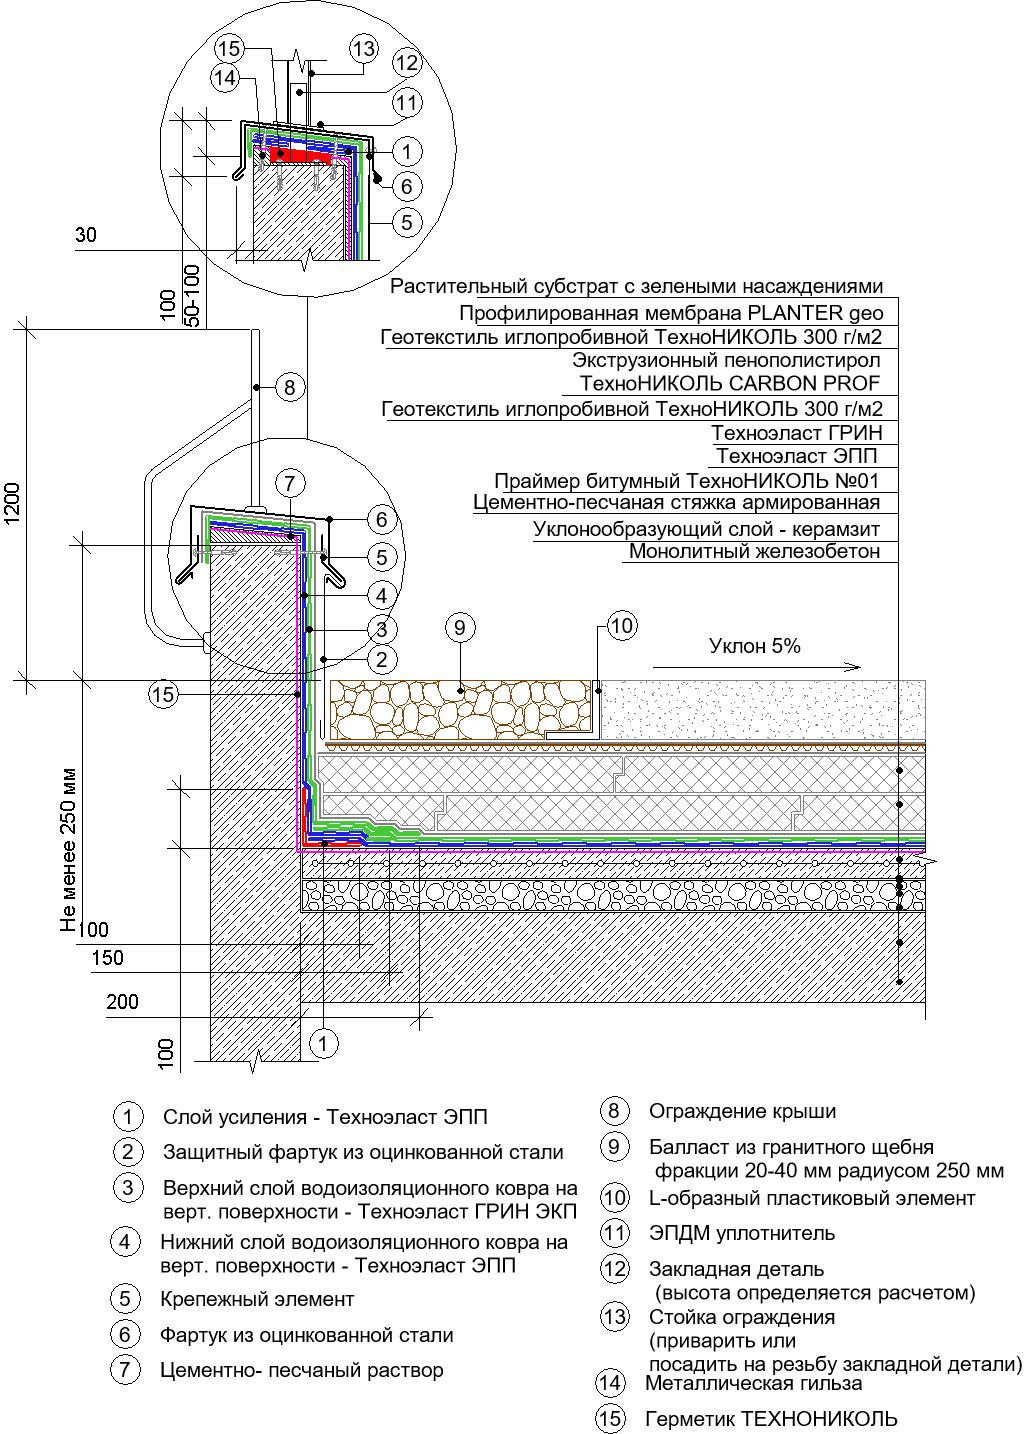 15
13
12
14
11
1
6
5
30
100
50-100
Растительный субстрат с зелеными насаждениями
Профилированная мембрана PLANTER geo
Геотекстиль иглопробивной ТехноНИКОЛЬ 300 г/м2
Экструзионный пенополистирол
ТехноНИКОЛЬ CARBON PROF
Геотекстиль иглопробивной ТехноНИКОЛЬ 300 г/м2
Техноэласт ГРИН
Техноэласт ЭПП
Праймер битумный ТехноНИКОЛЬ №01
Цементно-песчаная стяжка армированная
Уклонообразующий слой - керамзит
Монолитный железобетон
8
1200
7
6
5
4
3
2
9
10
Уклон 5%
15
Не менее 250 мм
100
150
200
100
1
1 Слой усиления - Техноэласт ЭПП
2 Защитный фартук из оцинкованной стали
3 Верхний слой водоизоляционного ковра на
верт. поверхности - Техноэласт ГРИН ЭКП
4 Нижний слой водоизоляционного ковра на
верт. поверхности - Техноэласт ЭПП
5 Крепежный элемент
6 Фартук из оцинкованной стали
7 Цементно- песчаный раствор
8 Ограждение крыши
9 Балласт из гранитного щебня
фракции 20-40 мм радиусом 250 мм
10 L-образный пластиковый элемент
11 ЭПДМ уплотнитель
12 Закладная деталь
(высота определяется расчетом)
13 Стойка ограждения
(приварить или
посадить на резьбу закладной детали)
14 Металлическая гильза
15 Герметик ТЕХНОНИКОЛЬ